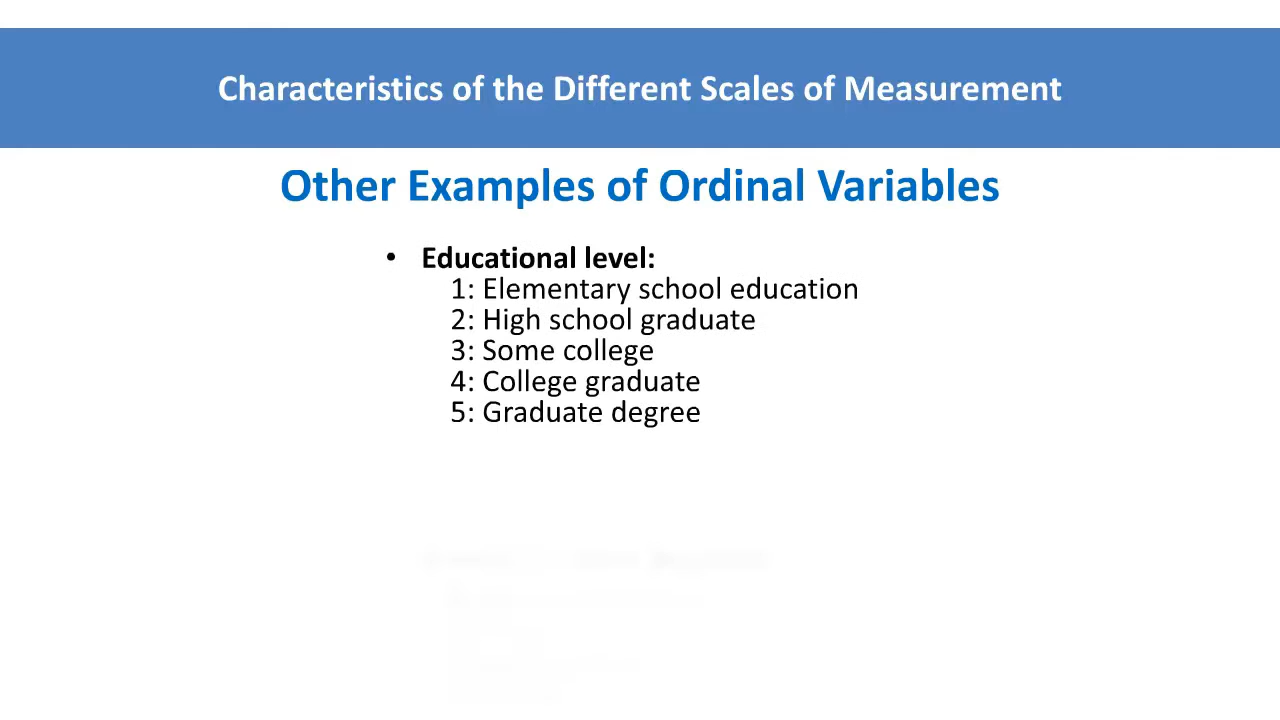 Characteristics of the Different Scales of Measurement
Other Examples of Ordinal Variables
• Educational level:
1: Elementary school education
2: High school graduate
3: Some college
4: College graduate
5: Graduate degree